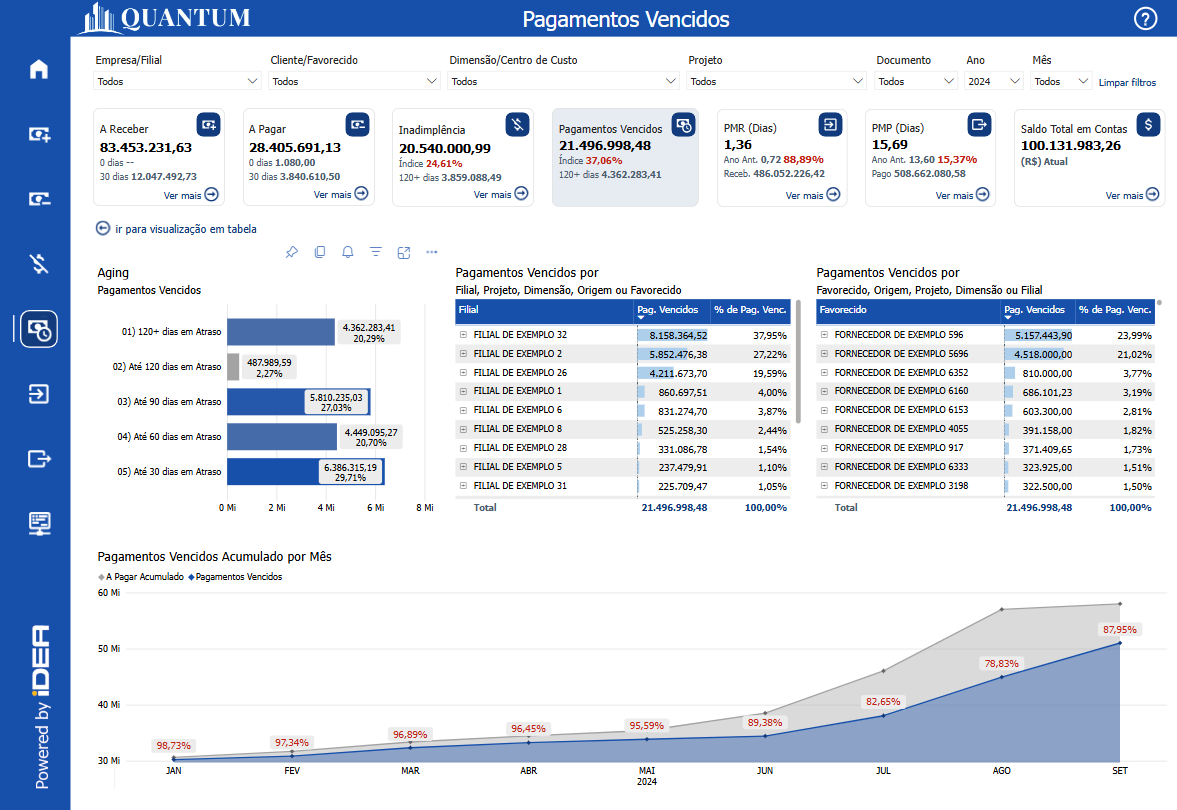 QUANTUM
Pagamentos Vencidos
Empresa/Filial
Cliente/Favorecido
Dimensão/Centro de Custo
Projeto
Documento
Ano
Mês
Todos
Todos
Todos
Todos
Todos
2024
Todos
Limpar filtros
A Receber
83.453.231,63
0 dias --
30 dias 12.047.492,73
Ver mais
A Pagar
28.405.691,13
0 dias 1.080,00
30 dias 3.840.610,50
Ver mais
Inadimplência
20.540.000,99
Índice 24,61%
120+ dias 3.859.088,49
Ver mais
Pagamentos Vencidos
21.496.998,48
Índice 37,06%
120+ dias 4.362.283,41
PMR (Dias)
1,36
Ano Ant. 0,72 88,89%
Receb. 486.052.226,42
Ver mais
PMP (Dias)
15,69
Ano Ant. 13,60 15,37%
Pago 508.662.080,58
Ver mais
Saldo Total em Contas
100.131.983,26
(R$) Atual
Ver mais
ir para visualização em tabela
Aging
Pagamentos Vencidos
01) 120+ dias em Atraso
4.362.283,41
20,29%
02) Até 120 dias em Atraso
487.989,59
2,27%
03) Até 90 dias em Atraso
5.810.235,03
27,03%
04) Até 60 dias em Atraso
4.449.095,27
20,70%
05) Até 30 dias em Atraso
6.386.315,19
29,71%
0 Mi
2 Mi
4 Mi
6 Mi
8 Mi
Pagamentos Vencidos por
Filial, Projeto, Dimensão, Origem ou Favorecido
Filial Pag. Vencidos % de Pag. Venc.
FILIAL DE EXEMPLO 32 8.158.364,52 37,95%
FILIAL DE EXEMPLO 2 5.852.476,38 27,22%
FILIAL DE EXEMPLO 26 4.211.673,70 19,59%
FILIAL DE EXEMPLO 1 860.697,51 4,00%
FILIAL DE EXEMPLO 6 831.274,70 3,87%
FILIAL DE EXEMPLO 8 525.258,30 2,44%
FILIAL DE EXEMPLO 28 331.086,78 1,54%
FILIAL DE EXEMPLO 5 237.479,91 1,10%
FILIAL DE EXEMPLO 31 225.709,47 1,05%
Total 21.496.998,48 100,00%
Pagamentos Vencidos por
Favorecido, Origem, Projeto, Dimensão ou Filial
Favorecido Pag. Vencidos % de Pag. Venc.
FORNECEDOR DE EXEMPLO 596 5.157.443,90 23,99%
FORNECEDOR DE EXEMPLO 5696 4.518.000,00 21,02%
FORNECEDOR DE EXEMPLO 6352 810.000,00 3,77%
FORNECEDOR DE EXEMPLO 6160 686.101,23 3,19%
FORNECEDOR DE EXEMPLO 6153 603.300,00 2,81%
FORNECEDOR DE EXEMPLO 4055 391.158,00 1,82%
FORNECEDOR DE EXEMPLO 917 371.409,65 1,73%
FORNECEDOR DE EXEMPLO 6333 323.925,00 1,51%
FORNECEDOR DE EXEMPLO 3198 322.500,00 1,50%
Total 21.496.998,48 100,00%
Pagamentos Vencidos Acumulado por Mês
A Pagar Acumulado
Pagamentos Vencidos
60 Mi
50 Mi
40 Mi
30 Mi
98,73%
97,34%
96,89%
96,45%
95,59%
89,38%
82,65%
78,83%
87,95%
JAN
FEV
MAR
ABR
MAI
JUN
JUL
AGO
SET
2024
Powered by iDEA